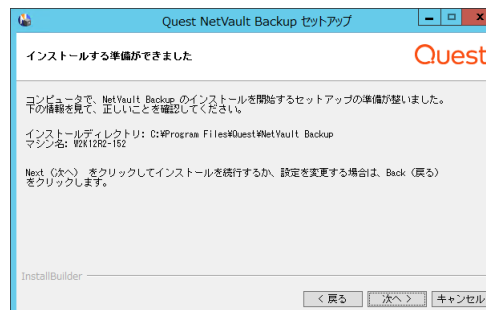 Quest NetVault Backup セットアップ
インストールする準備ができました
Quest
コンピュータで、NetVault Backup のインストールを開始するセットアップの準備が整いました。
下の情報を見て、正しいことを確認してください。
インストールディレクトリ: C:¥Program Files¥Quest¥NetVault Backup
マシン名: W2K12R2-152
Next（次へ） をクリックしてインストールを続行するか、設定を変更する場合は、Back（戻る）
をクリックします。
InstallBuilder
< 戻る
次へ >
キャンセル